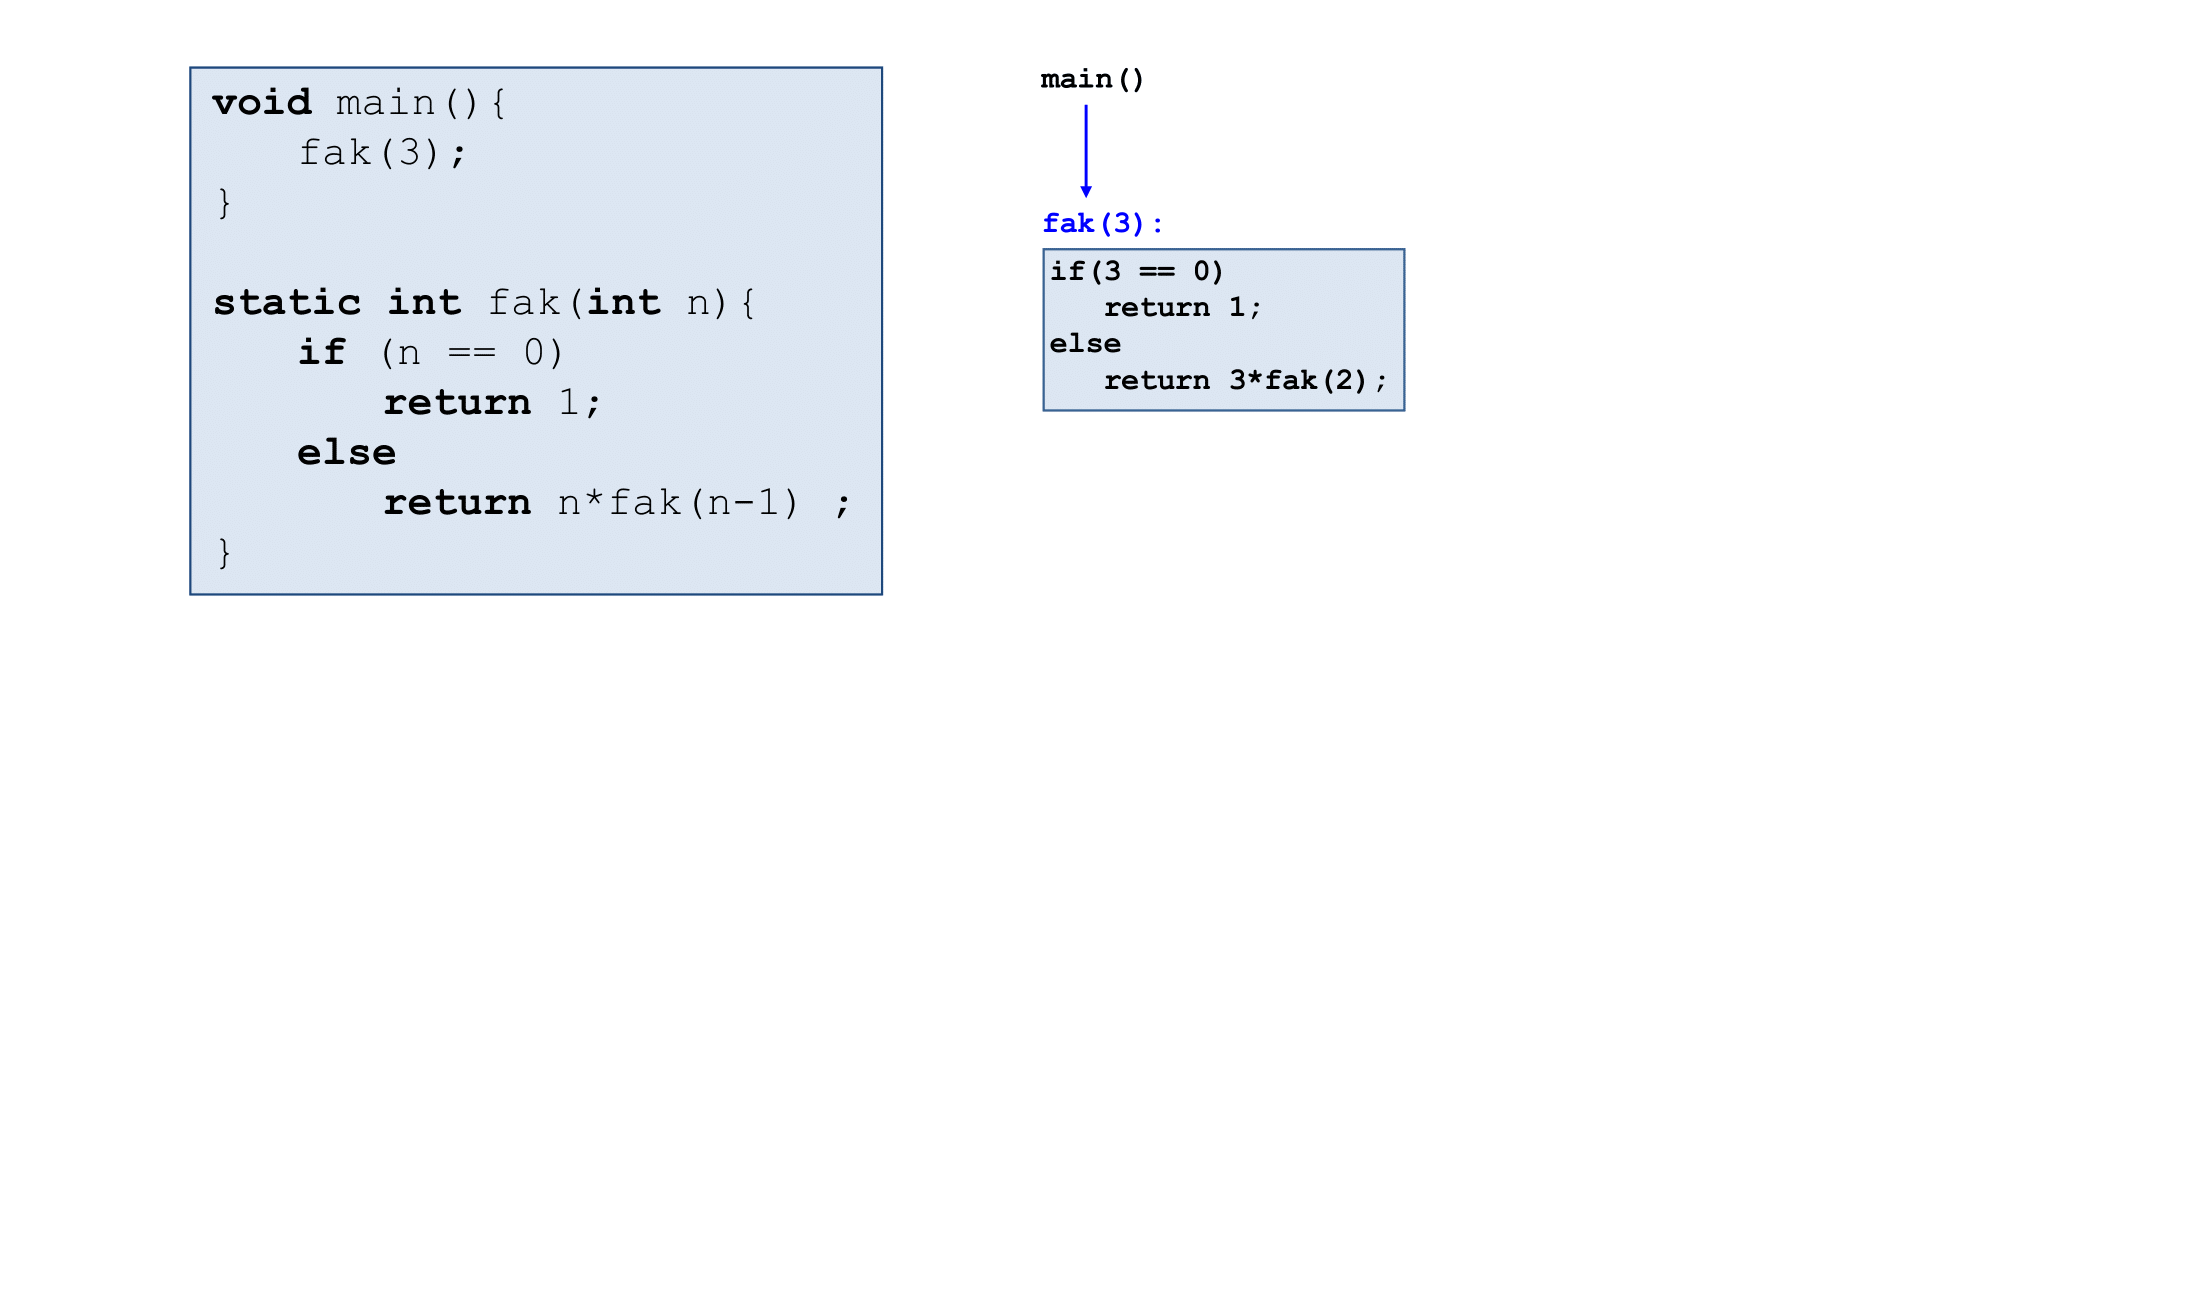 void main(){
    fak(3);
}
static int fak(int n){
    if (n == 0)
        return 1;
    else
        return n*fak(n-1) ;
}
main()
fak(3):
if(3 == 0)
   return 1;
else
   return 3*fak(2);